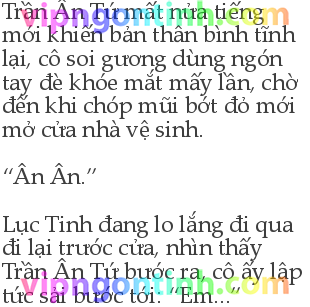 Trần Ân Tứ mất nửa tiếng
mới khiến bản thân bình tĩnh
lại, cô soi gương dùng ngón
tay đè khóe mắt mấy lần, chờ
đến khi chóp mũi bớt đỏ mới
mở cửa nhà vệ sinh.
“Ân Ân.”
Lục Tinh đang lo lắng đi qua
đi lại trước cửa, nhìn thấy
Trần Ân Tứ bước ra, cô ấy lập
tức sải bước tới: “Em...
vipngontinh.com
vipngontinh.com